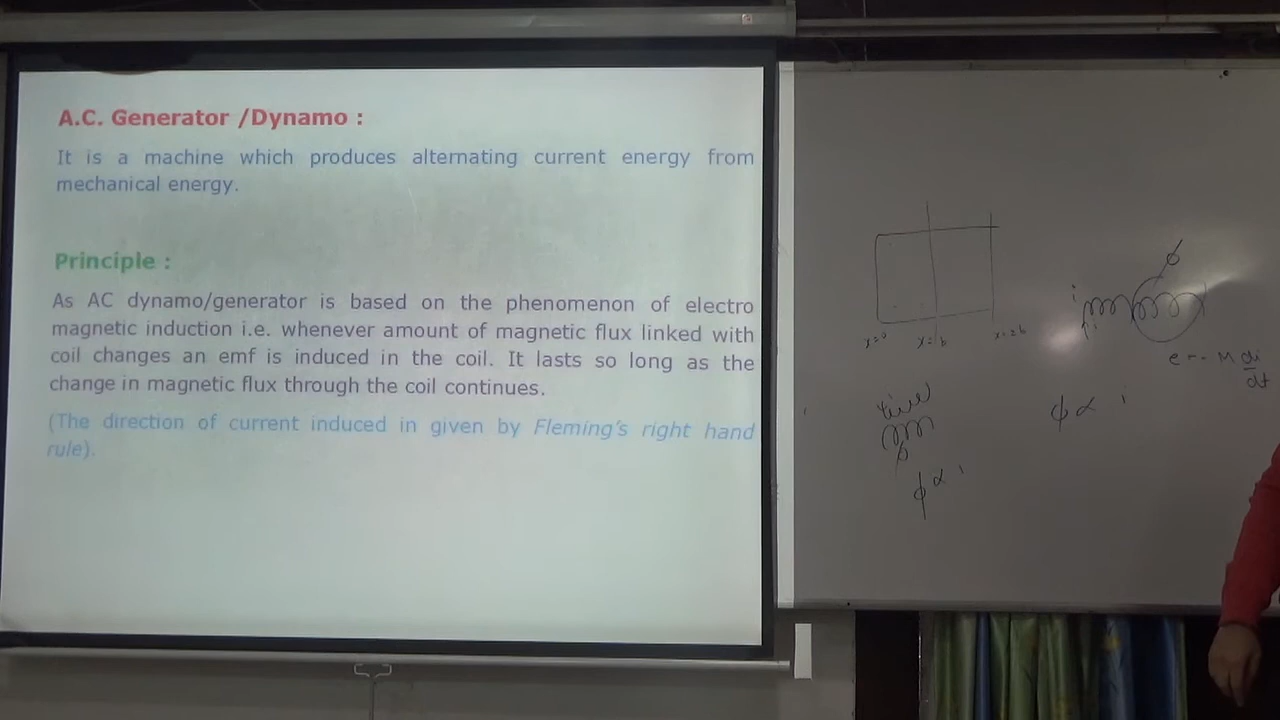 A.C. Generator /Dynamo :
It is a machine which produces alternating current energy from
mechanical energy.
Principle :
As AC dynamo/generator is based on the phenomenon of electro
magnetic induction i.e. whenever amount of magnetic flux linked with
coil changes an emf is induced in the coil. It lasts so long as the
change in magnetic flux through the coil continues.
(The direction of current induced in given by Fleming's right hand
rule).
x=0 x=b x=2b
i
i
ϕ
e=-M di/dt
ϕ
ϕ ∝ i
ϕ ∝ i